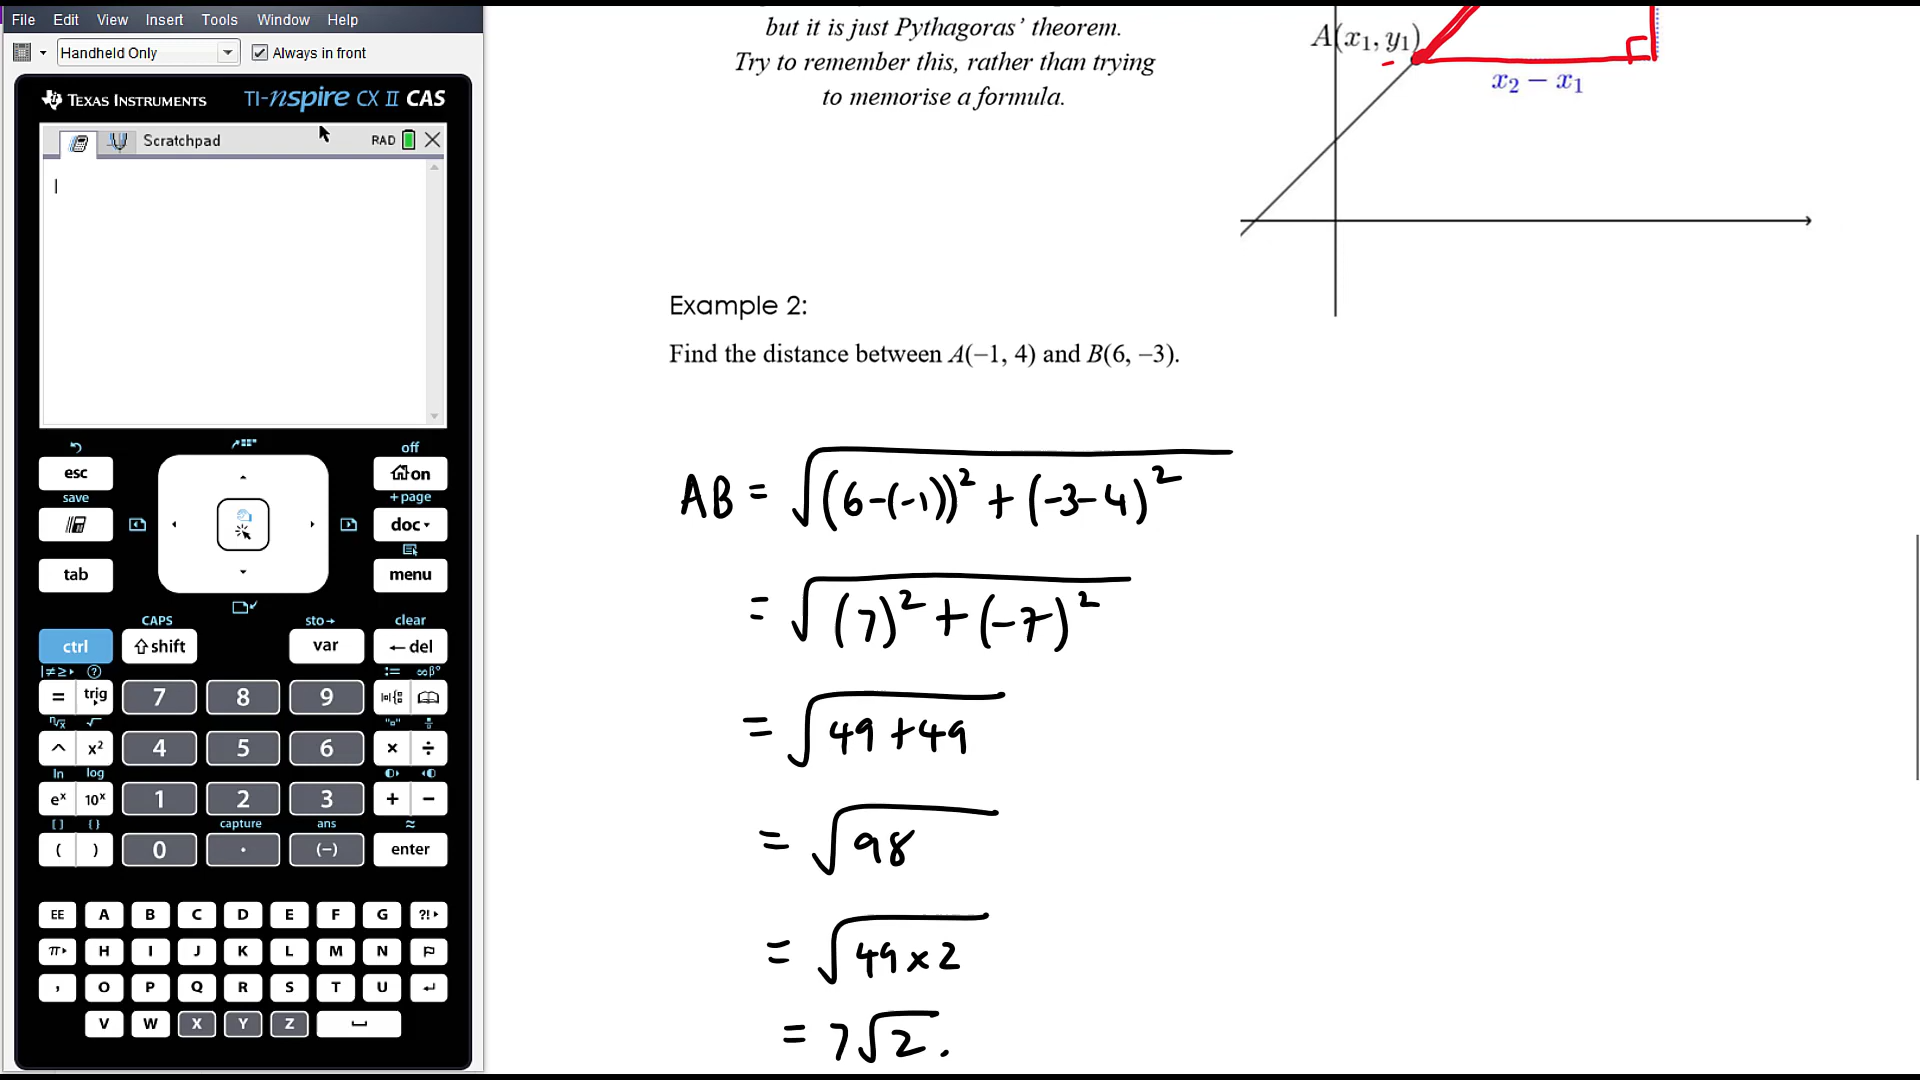 File Edit View Insert Tools Window Help
Handheld Only
Always in front
TEXAS INSTRUMENTS TI-nspire CX II CAS
Scratchpad RAD
off
esc on
save + page
doc
tab menu
CAPS sto→ clear
ctrl shift var ←del
|≠≥▸ ? := ∞β°
= trig 7 8 9 |□|{
ⁿ√x √ "□"
^ x² 4 5 6 × ÷
ln log
eˣ 10ˣ 1 2 3 + −
[ ] { } capture ans ≈
( ) 0 . (−) enter
EE A B C D E F G ?!▸
π▸ H I J K L M N
, O P Q R S T U ↵
V W X Y Z
but it is just Pythagoras’ theorem.
Try to remember this, rather than trying
to memorise a formula.
A(x₁, y₁)
x₂ − x₁
Example 2:
Find the distance between A(−1, 4) and B(6, −3).
AB = √((6-(-1))² + (-3-4)²
= √((7)² + (-7)²
= √(49+49
= √98
= √(49×2
= 7√2.